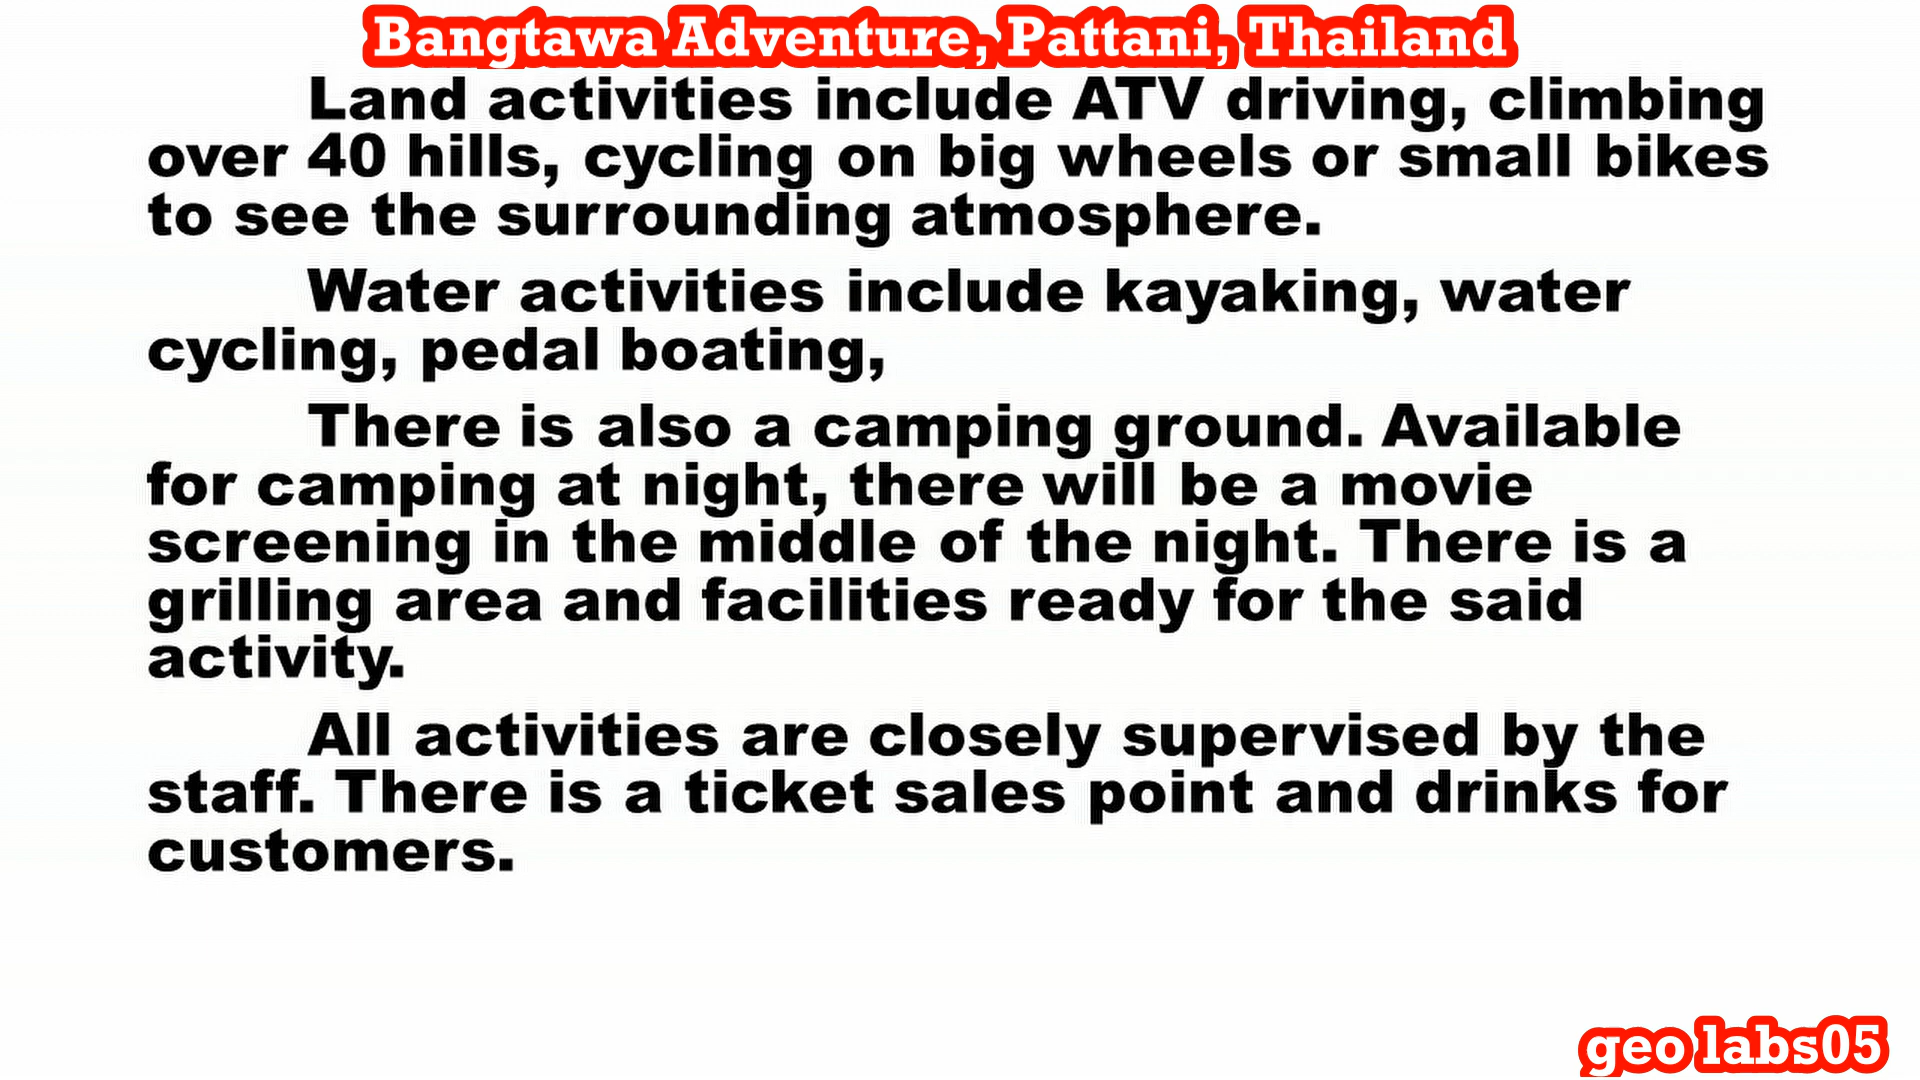 Bangtawa Adventure, Pattani, Thailand
Land activities include ATV driving, climbing
over 40 hills, cycling on big wheels or small bikes
to see the surrounding atmosphere.
Water activities include kayaking, water
cycling, pedal boating,
There is also a camping ground. Available
for camping at night, there will be a movie
screening in the middle of the night. There is a
grilling area and facilities ready for the said
activity.
All activities are closely supervised by the
staff. There is a ticket sales point and drinks for
customers.
geo labs05